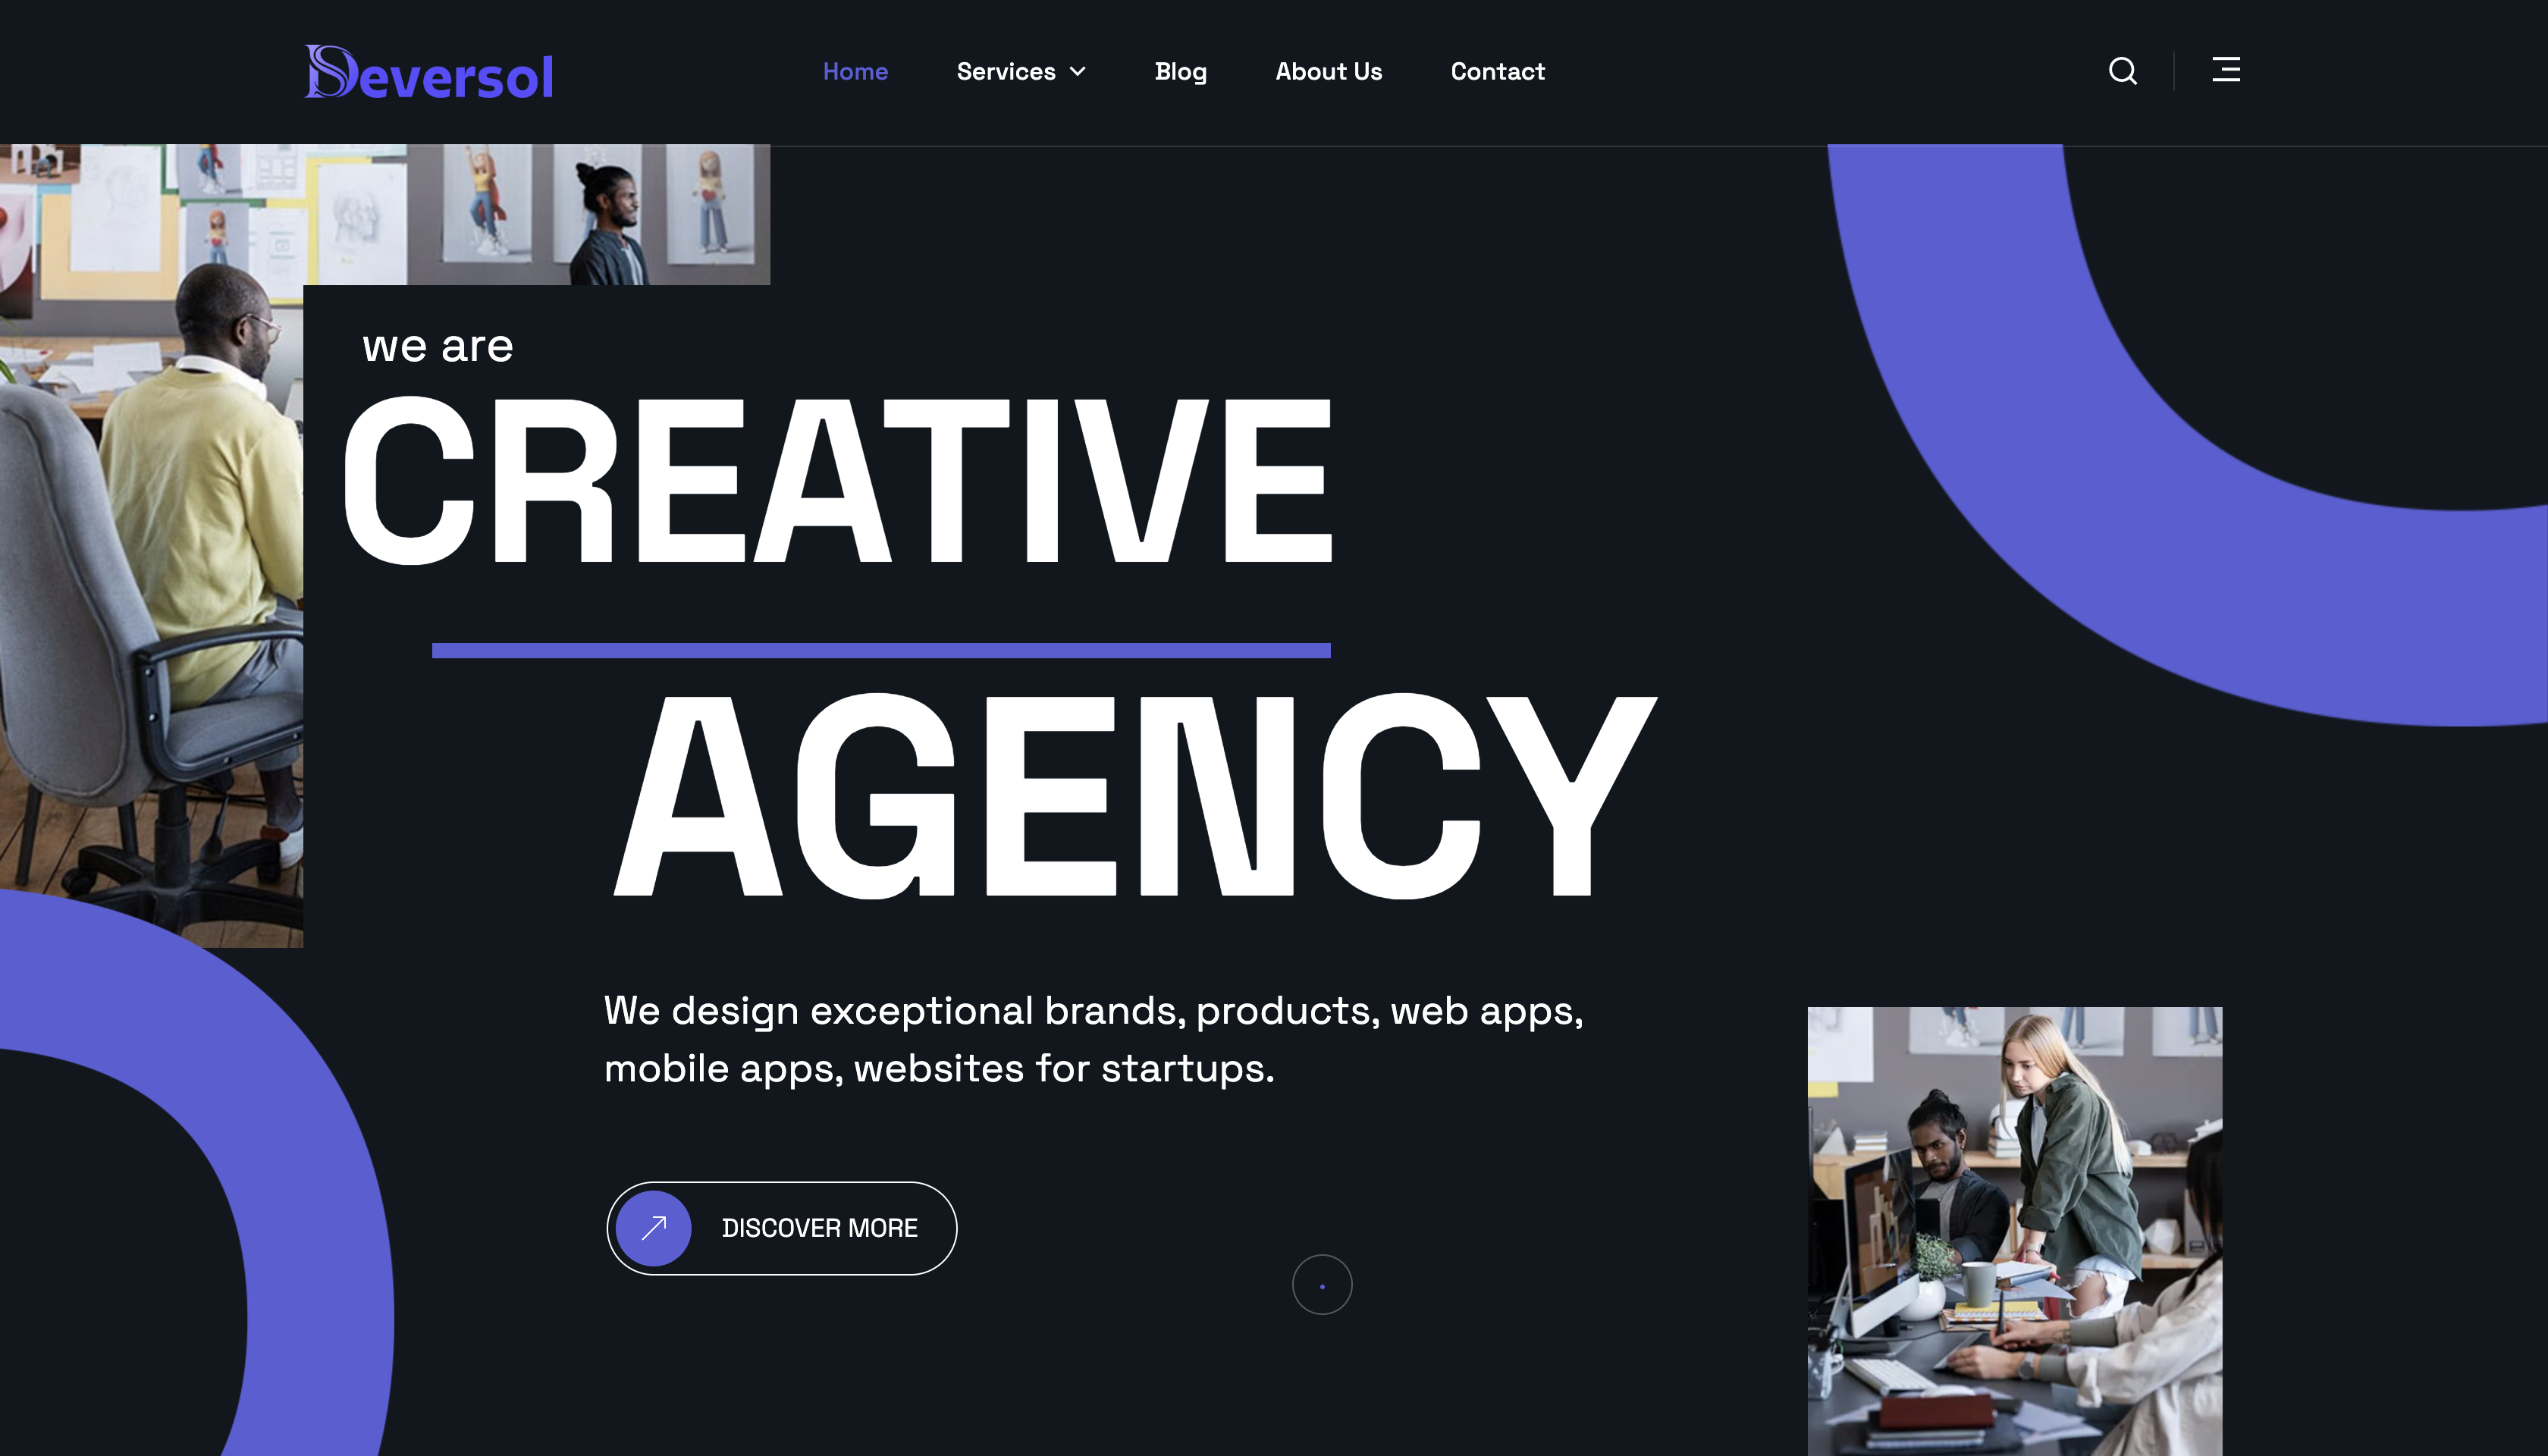 Deversol
Home Services Blog About Us Contact
we are
CREATIVE
AGENCY
We design exceptional brands, products, web apps,
mobile apps, websites for startups.
DISCOVER MORE